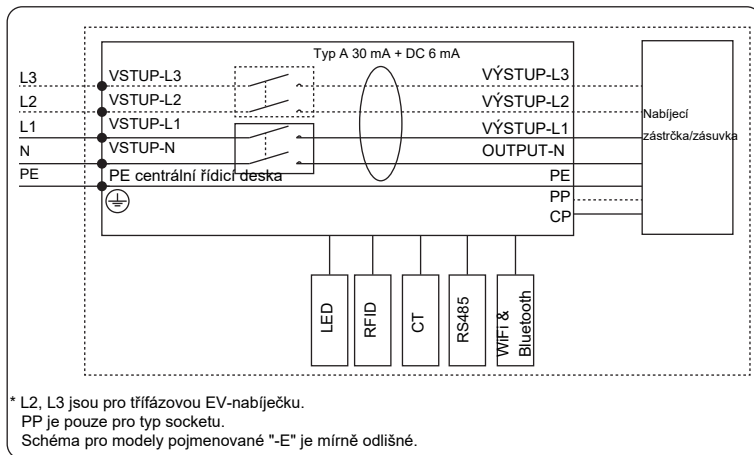 Typ A 30 mA + DC 6 mA
L3 VSTUP-L3 VÝSTUP-L3
L2 VSTUP-L2 VÝSTUP-L2
L1 VSTUP-L1 VÝSTUP-L1
N VSTUP-N OUTPUT-N
PE PE centrální řídicí deska PE
PP
CP
Nabíjecí
zástrčka/zásuvka
LED
RFID
CT
RS485
WiFi &
Bluetooth
* L2, L3 jsou pro třífázovou EV-nabíječku.
PP je pouze pro typ socketu.
Schéma pro modely pojmenované "-E" je mírně odlišné.